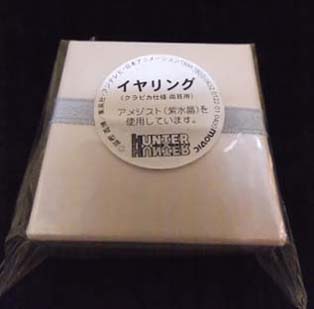 イヤリング
(クラピカ仕様・両耳用)
アメジスト(紫水晶)を
使用しています。
HUNTER
HUNTER
movic